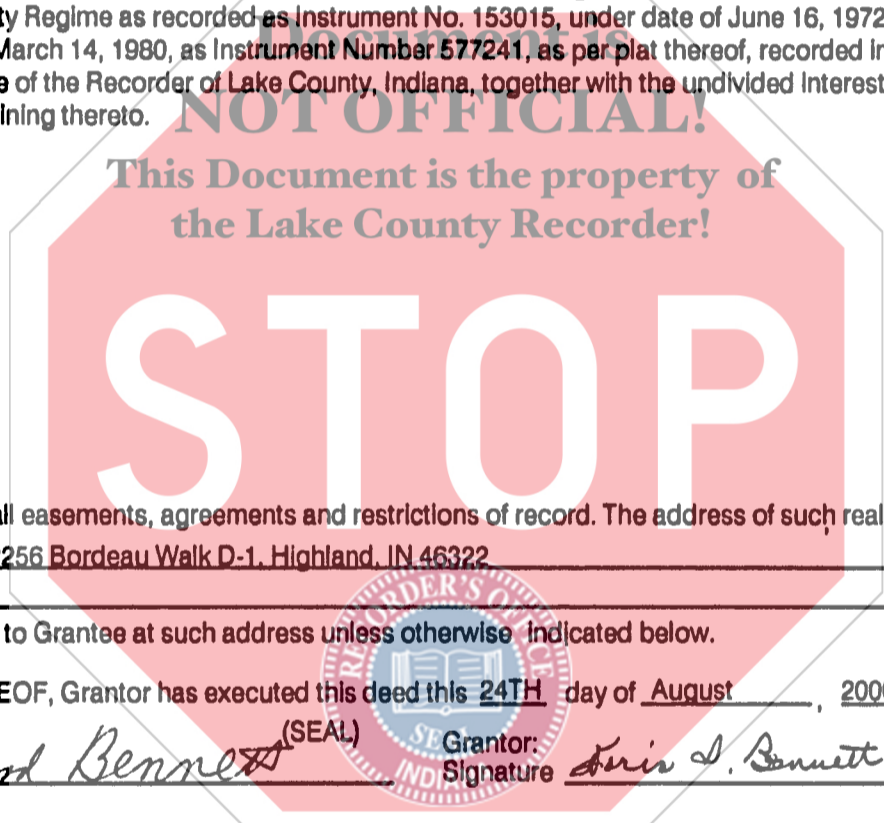 ty Regime as recorded as Instrument No. 153015, under date of June 16, 1972
March 14, 1980, as Instrument Number 577241, as per plat thereof, recorded in
Document is
e of the Recorder of Lake County, Indiana, together with the undivided interest
ining thereto.
NOT OFFICIAL!
This Document is the property of
the Lake County Recorder!
STOP
all easements, agreements and restrictions of record. The address of such real
256 Bordeau Walk D-1, Highland, IN 46322
to Grantee at such address unless otherwise indicated below.
EOF, Grantor has executed this deed this 24TH day of August, 200
(SEAL)
Bennett
Grantor:
Signature Doris D. Bennett
RECORDER'S OFFICE
SEAL
INDIANA